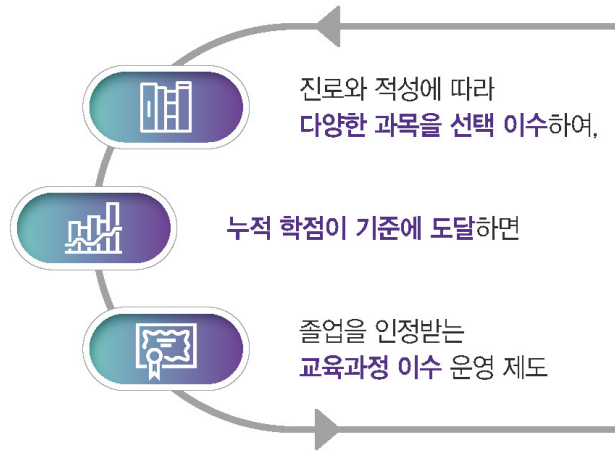 진로와 적성에 따라
다양한 과목을 선택 이수하여,
누적 학점이 기준에 도달하면
졸업을 인정받는
교육과정 이수 운영 제도